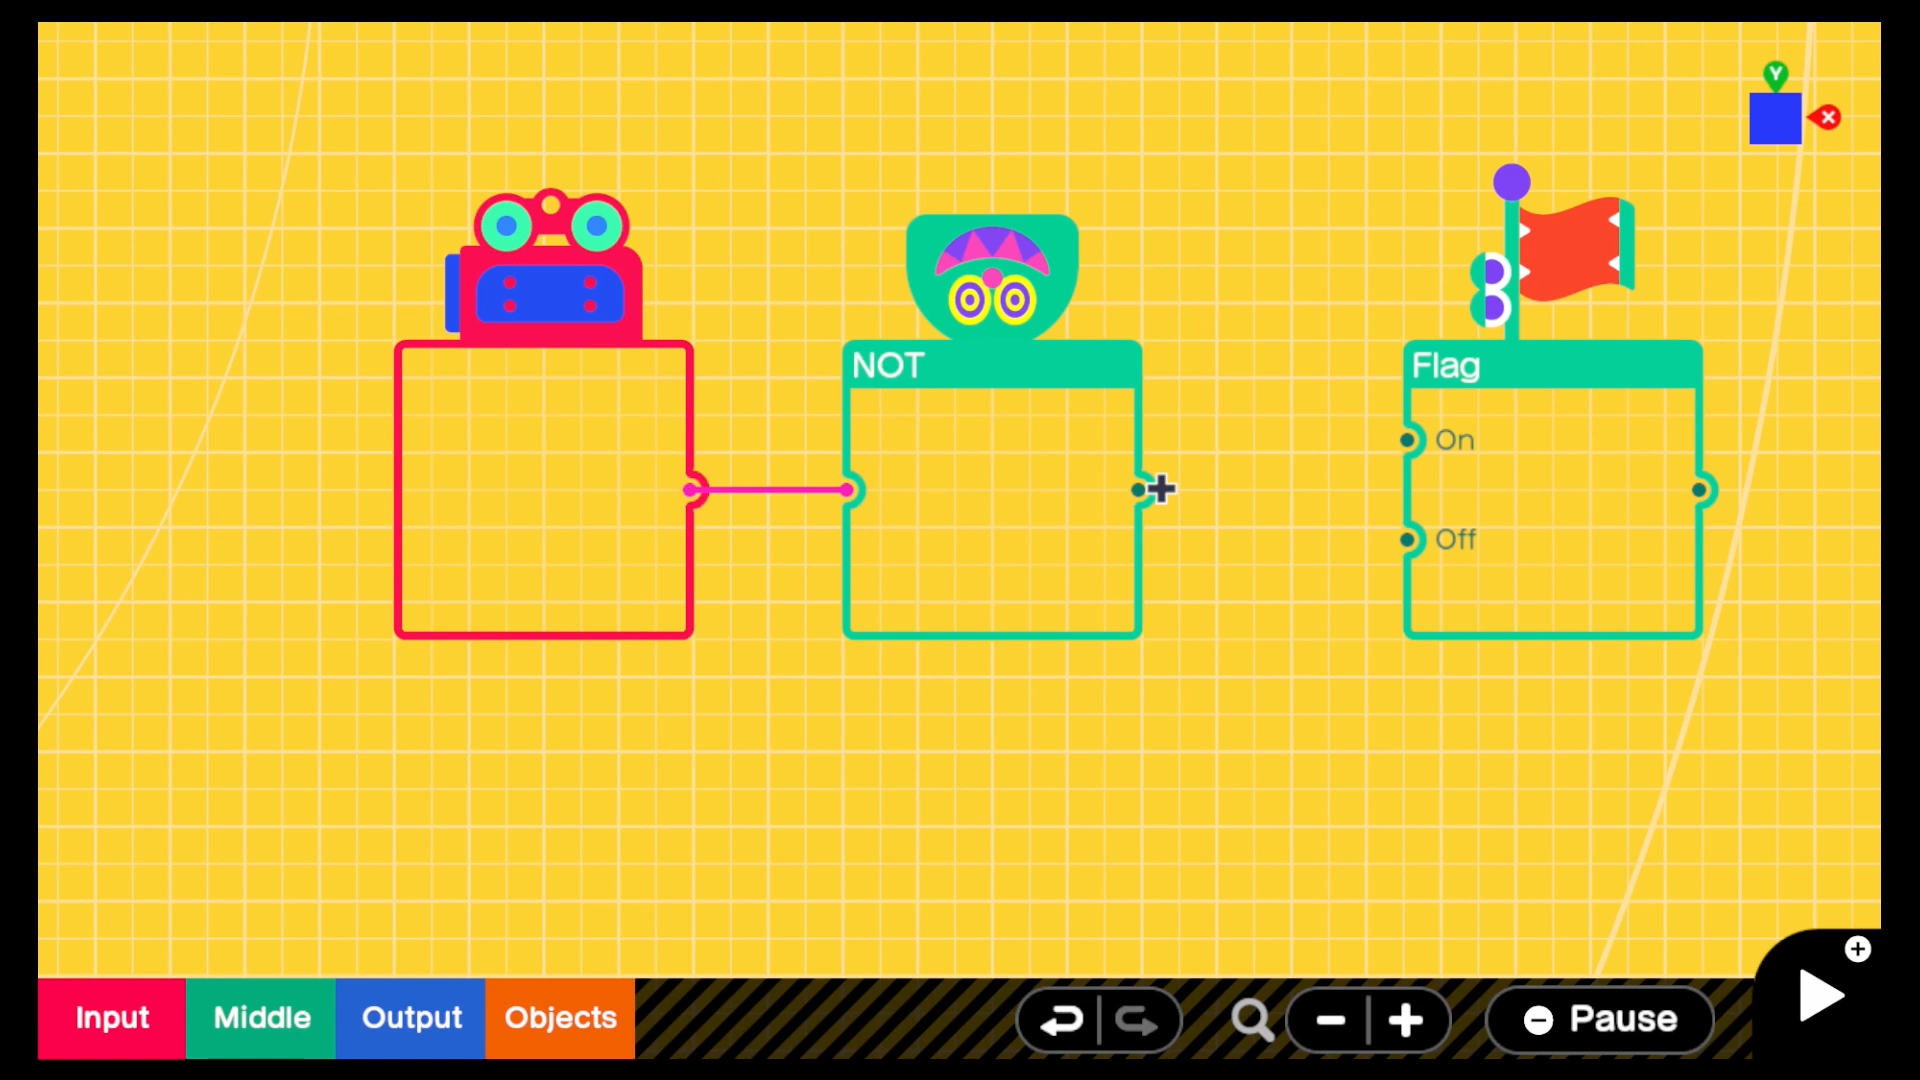 Y
X
NOT
Flag
On
Off
Input
Middle
Output
Objects
Pause